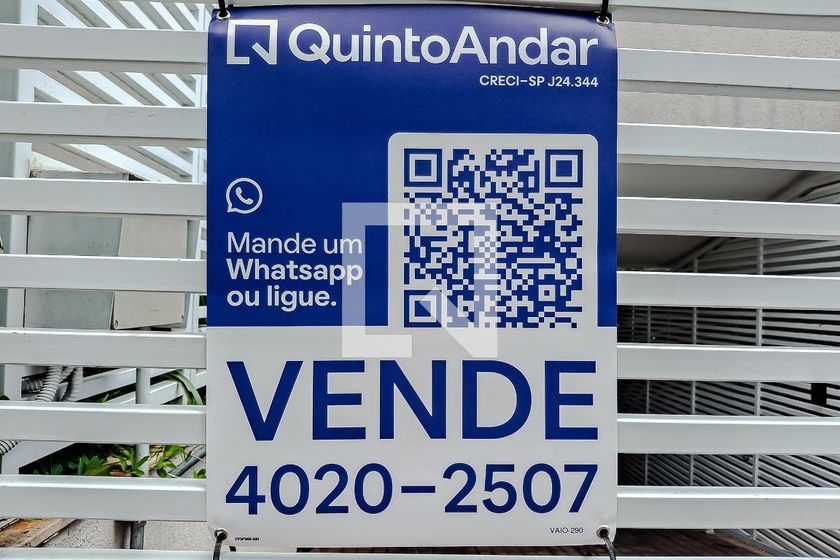 QuintoAndar
CRECI-SP J24.344
Mande um
Whatsapp
ou ligue.
VENDE
4020-2507
VAIO-290